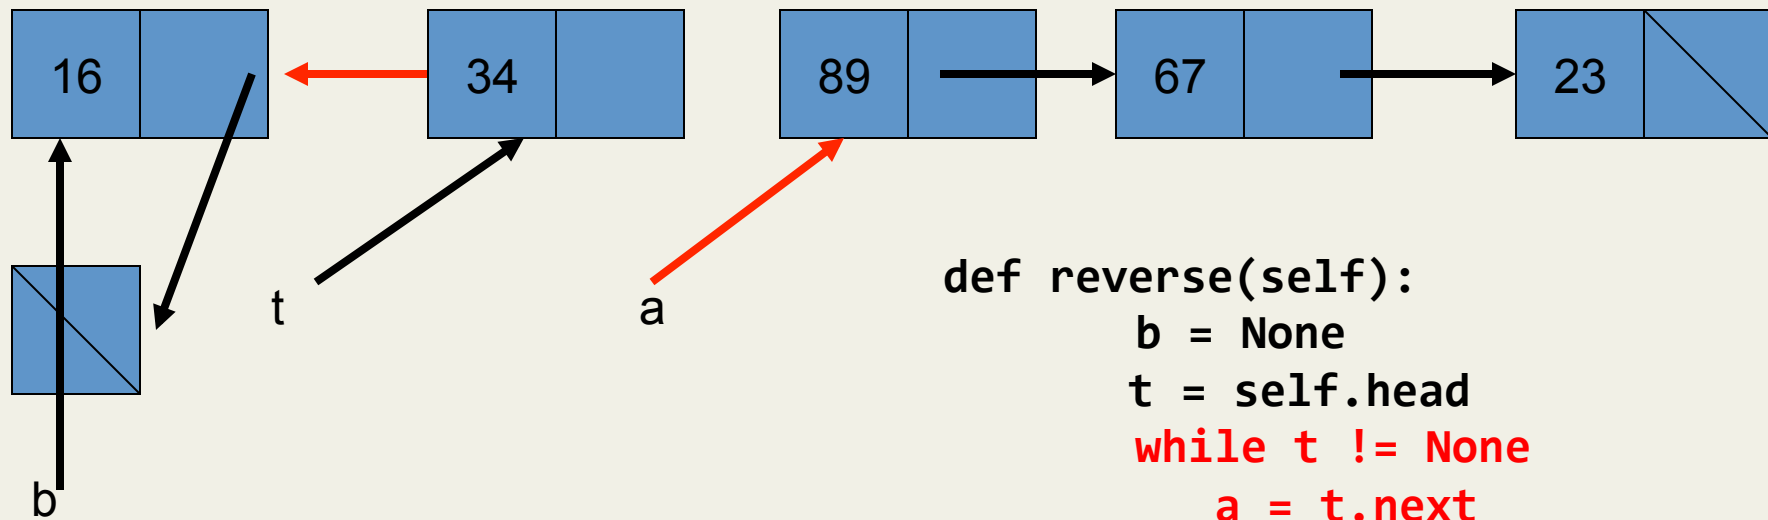 16 34 89 67 23
t a
b
def reverse(self):
b = None
t = self.head
while t != None
a = t.next